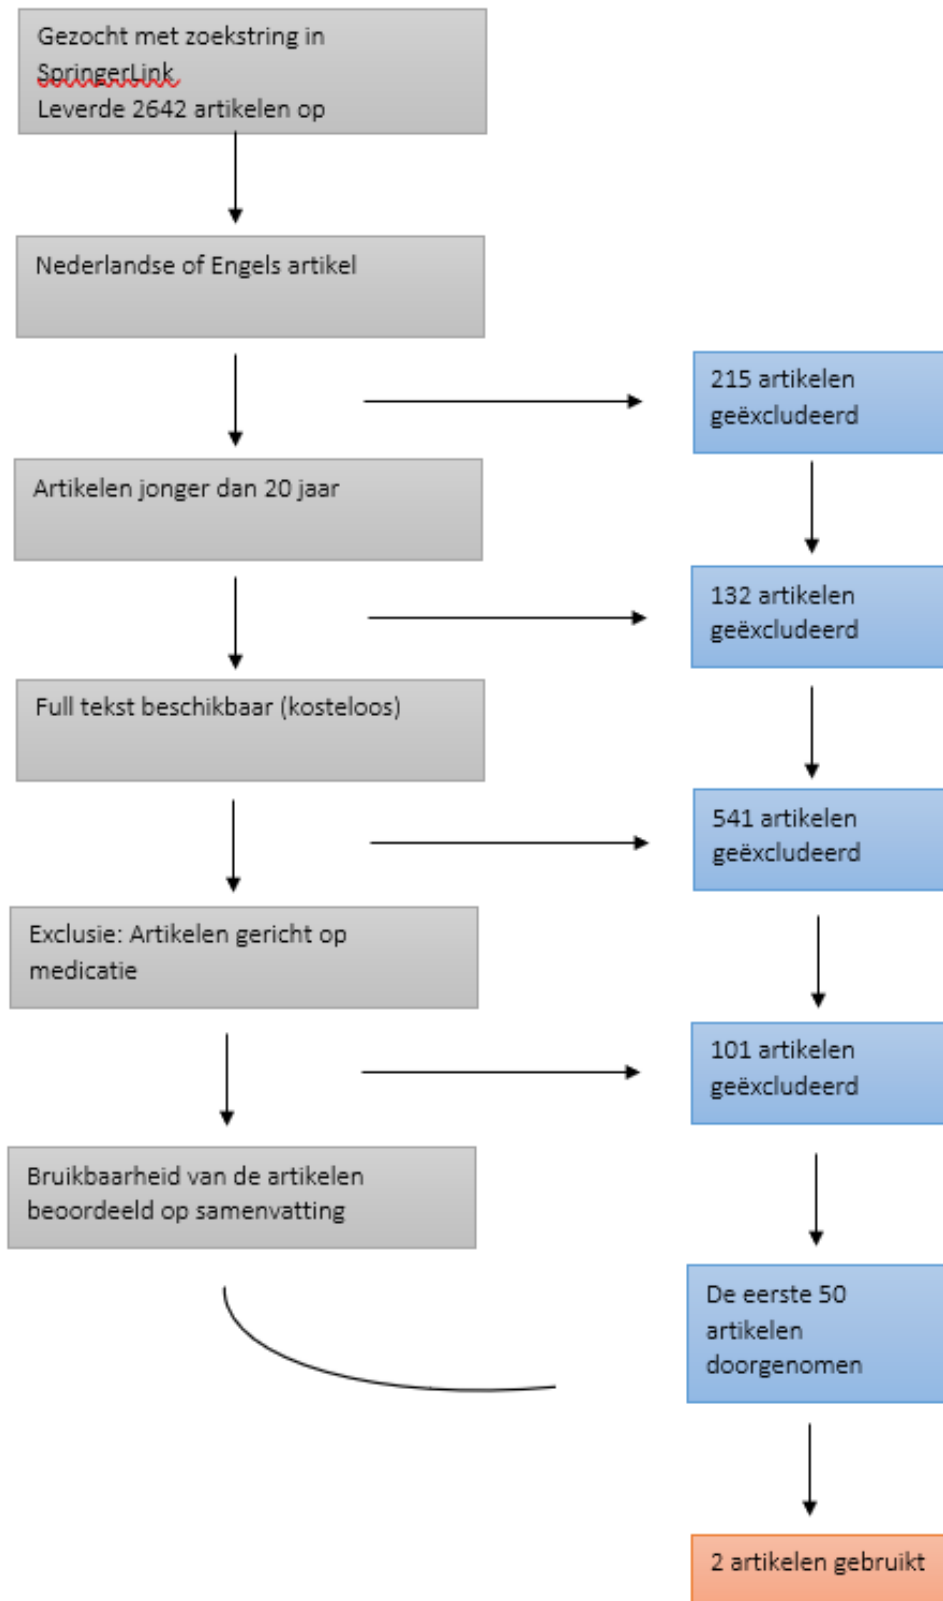 Gezocht met zoekstring in
SpringerLink
Leverde 2642 artikelen op
Nederlandse of Engels artikel
215 artikelen
geëxcludeerd
Artikelen jonger dan 20 jaar
132 artikelen
geëxcludeerd
Full tekst beschikbaar (kosteloos)
541 artikelen
geëxcludeerd
Exclusie: Artikelen gericht op
medicatie
101 artikelen
geëxcludeerd
Bruikbaarheid van de artikelen
beoordeeld op samenvatting
De eerste 50
artikelen
doorgenomen
2 artikelen gebruikt